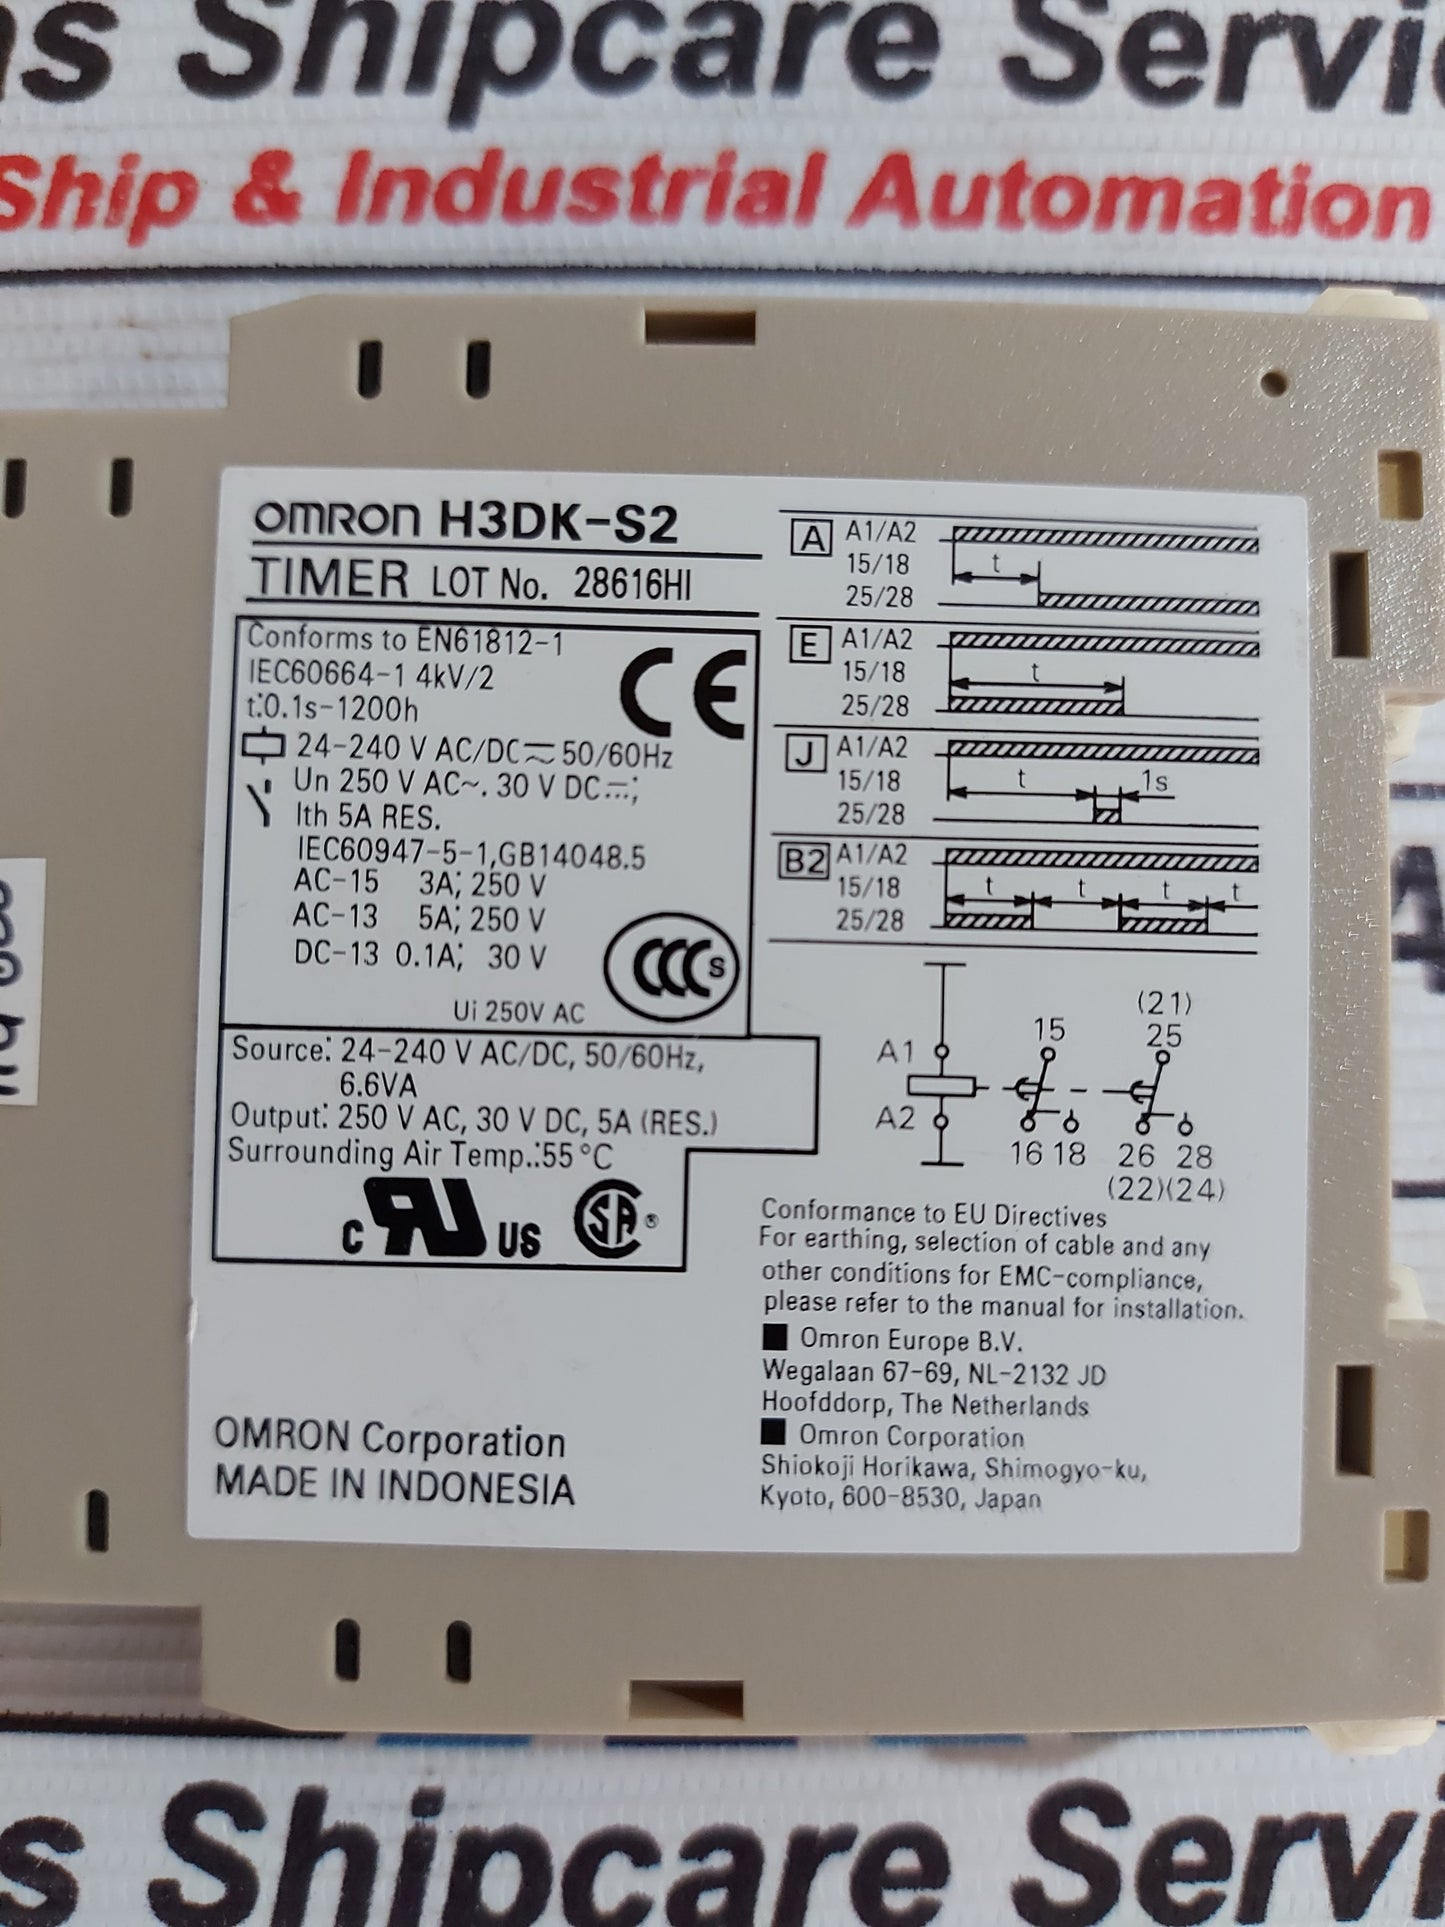 s Shipcare Servi
Ship & Industrial Automation
OMRON H3DK-S2
TIMER LOT No. 28616HI
Conforms to EN61812-1
IEC60664-1 4kV/2
t:0.1s-1200h
CE
24-240 V AC/DC 50/60Hz
Un 250 V AC~. 30 V DC⎓;
Ith 5A RES.
IEC60947-5-1,GB14048.5
AC-15 3A; 250 V
AC-13 5A; 250 V
DC-13 0.1A; 30 V
CCC S
Ui 250V AC
Source: 24-240 V AC/DC, 50/60Hz,
6.6VA
Output: 250 V AC, 30 V DC, 5A (RES.)
Surrounding Air Temp.:55 °C
c RU US SA ®
OMRON Corporation
MADE IN INDONESIA
A A1/A2
15/18 t
25/28
E A1/A2
15/18 t
25/28
J A1/A2
15/18 t 1s
25/28
B2 A1/A2
15/18 t t t t
25/28
(21)
15 25
A1
A2
16 18 26 28
(22)(24)
Conformance to EU Directives
For earthing, selection of cable and any
other conditions for EMC-compliance,
please refer to the manual for installation.
■ Omron Europe B.V.
Wegalaan 67-69, NL-2132 JD
Hoofddorp, The Netherlands
■ Omron Corporation
Shiokoji Horikawa, Shimogyo-ku,
Kyoto, 600-8530, Japan
s Shipcare Servi